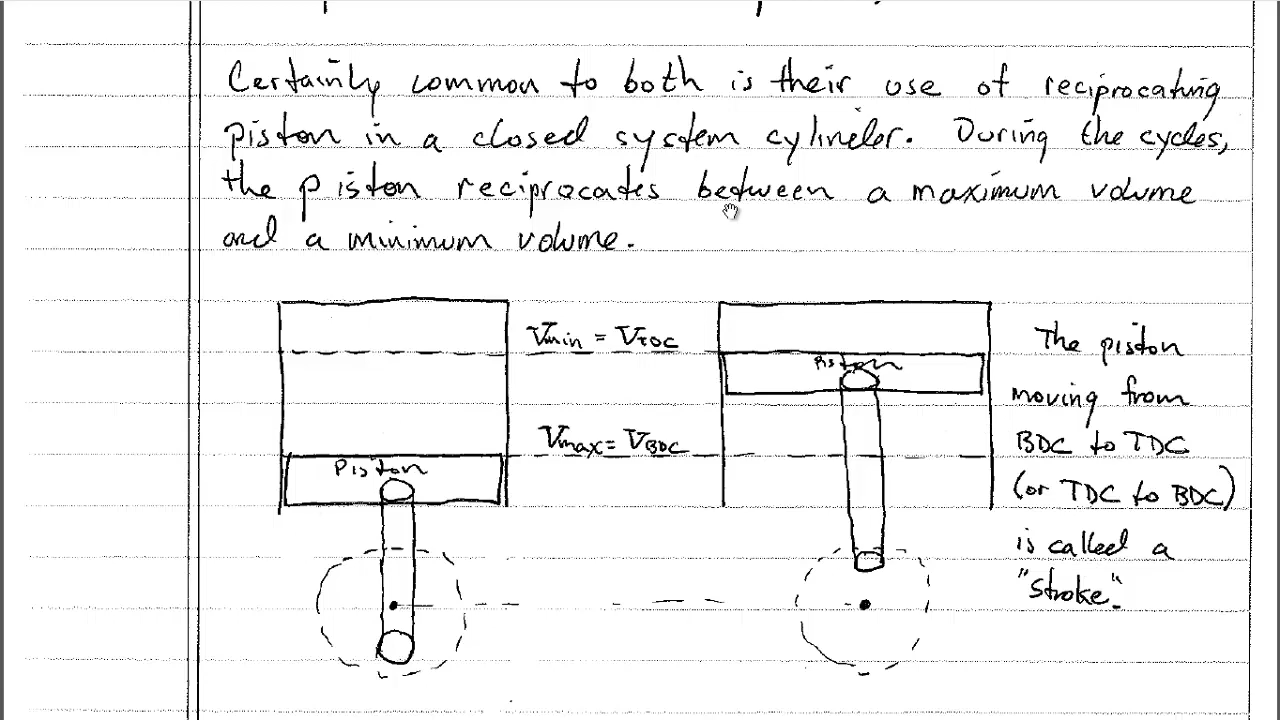 Certainly common to both is their use of reciprocating
piston in a closed system cylinder. During the cycles,
the piston reciprocates between a maximum volume
and a minimum volume.
Vmin = VTDC
Vmax = VBDC
Piston
Piston
The piston
moving from
BDC to TDC
(or TDC to BDC)
is called a
"stroke".